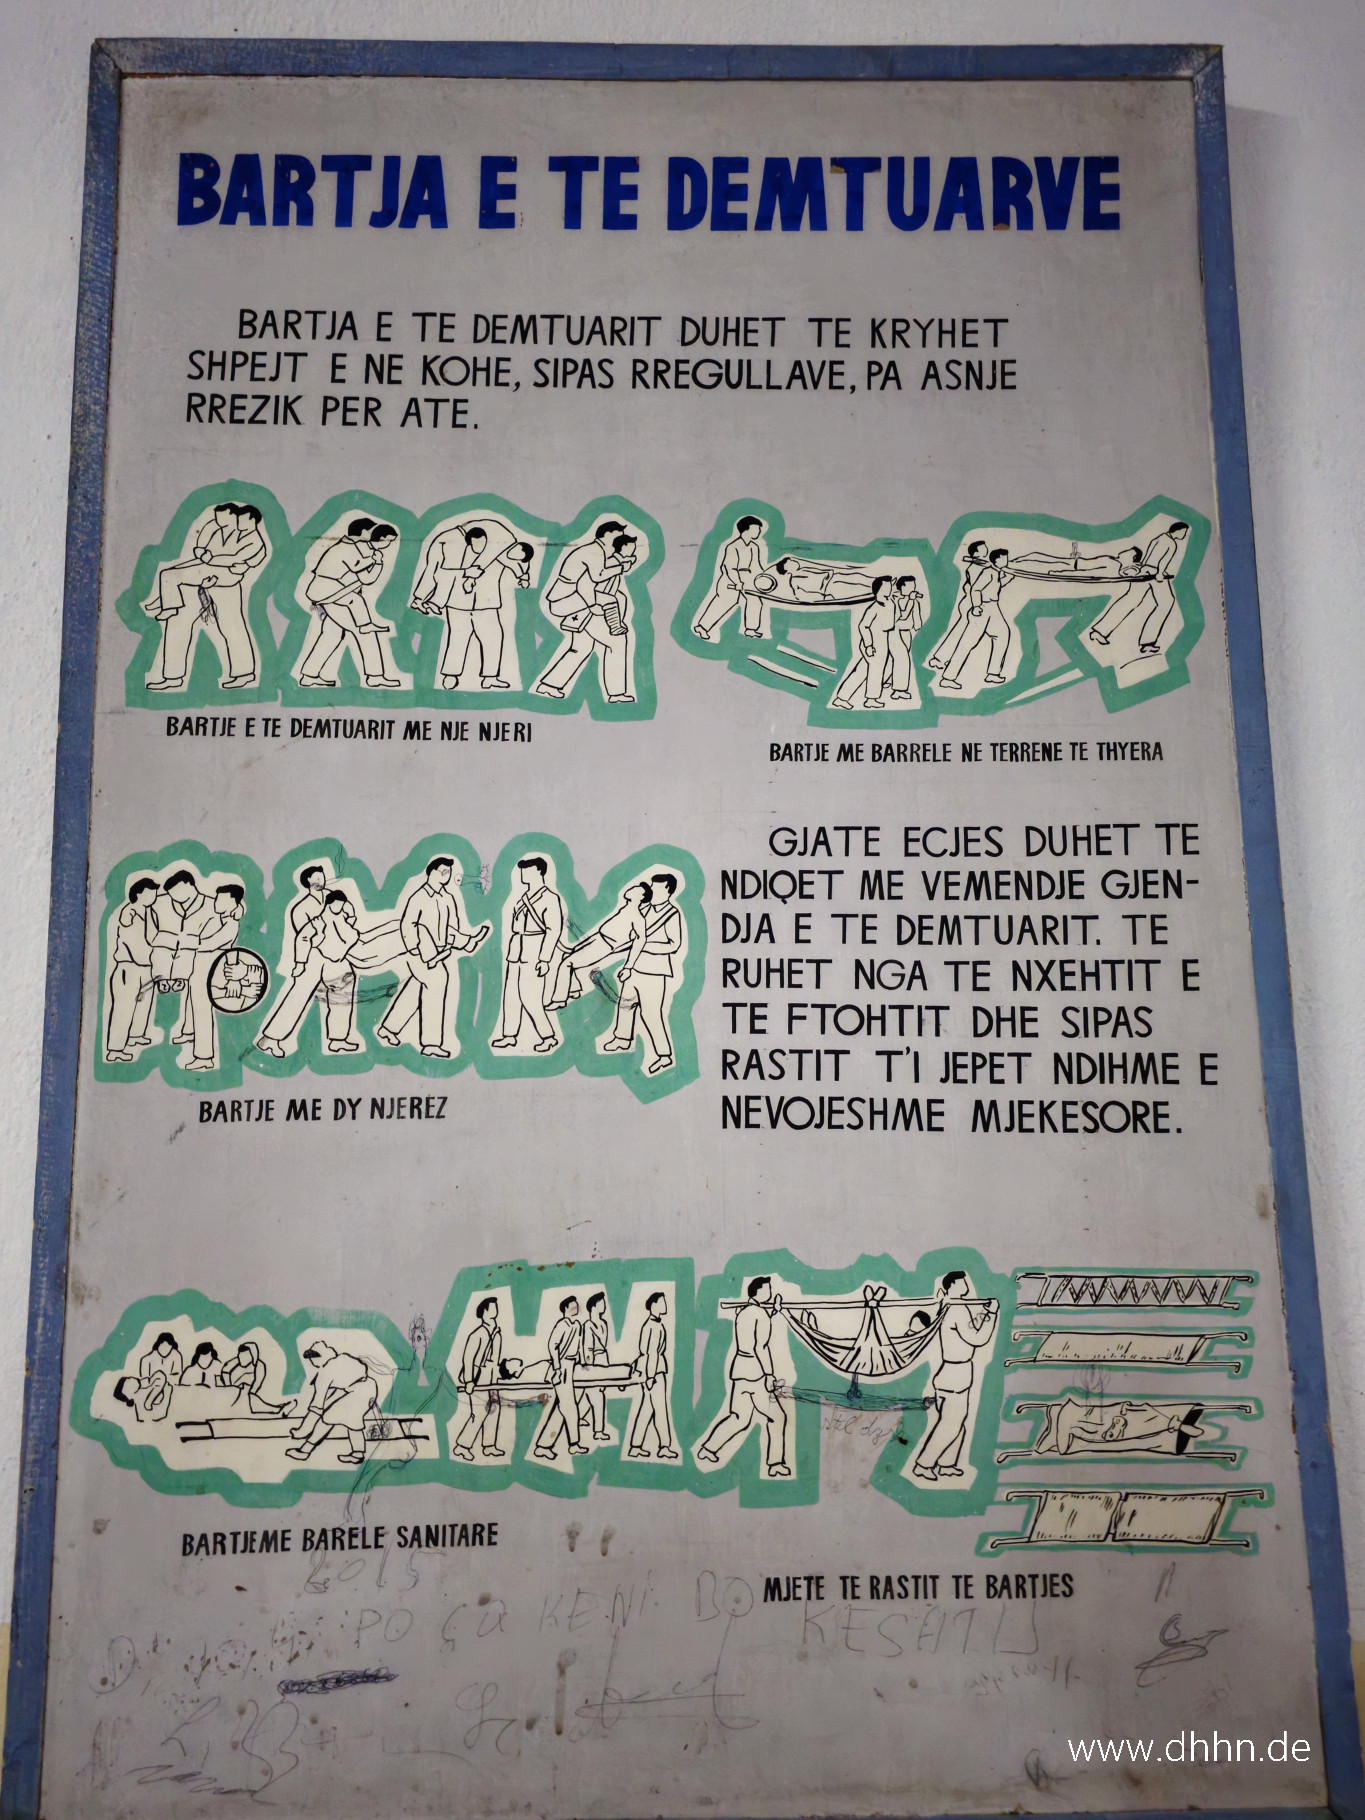 BARTJA E TE DEMTUARVE
BARTJA E TE DEMTUARIT DUHET TE KRYHET
SHPEJT E NE KOHE, SIPAS RREGULLAVE, PA ASNJE
RREZIK PER ATE.
BARTJE E TE DEMTUARIT ME NJE NJERI
BARTJE ME BARRELE NE TERRENE TE THYERA
GJATE ECJES DUHET TE
NDIQET ME VEMENDJE GJEN-
DJA E TE DEMTUARIT. TE
RUHET NGA TE NXEHTIT E
TE FTOHTIT DHE SIPAS
RASTIT T'I JEPET NDIHME E
NEVOJESHME MJEKESORE.
BARTJE ME DY NJEREZ
BARTJEME BARELE SANITARE
MJETE TE RASTIT TE BARTJES
2015
PO ÇA KENI BO KESHTU
www.dhhn.de